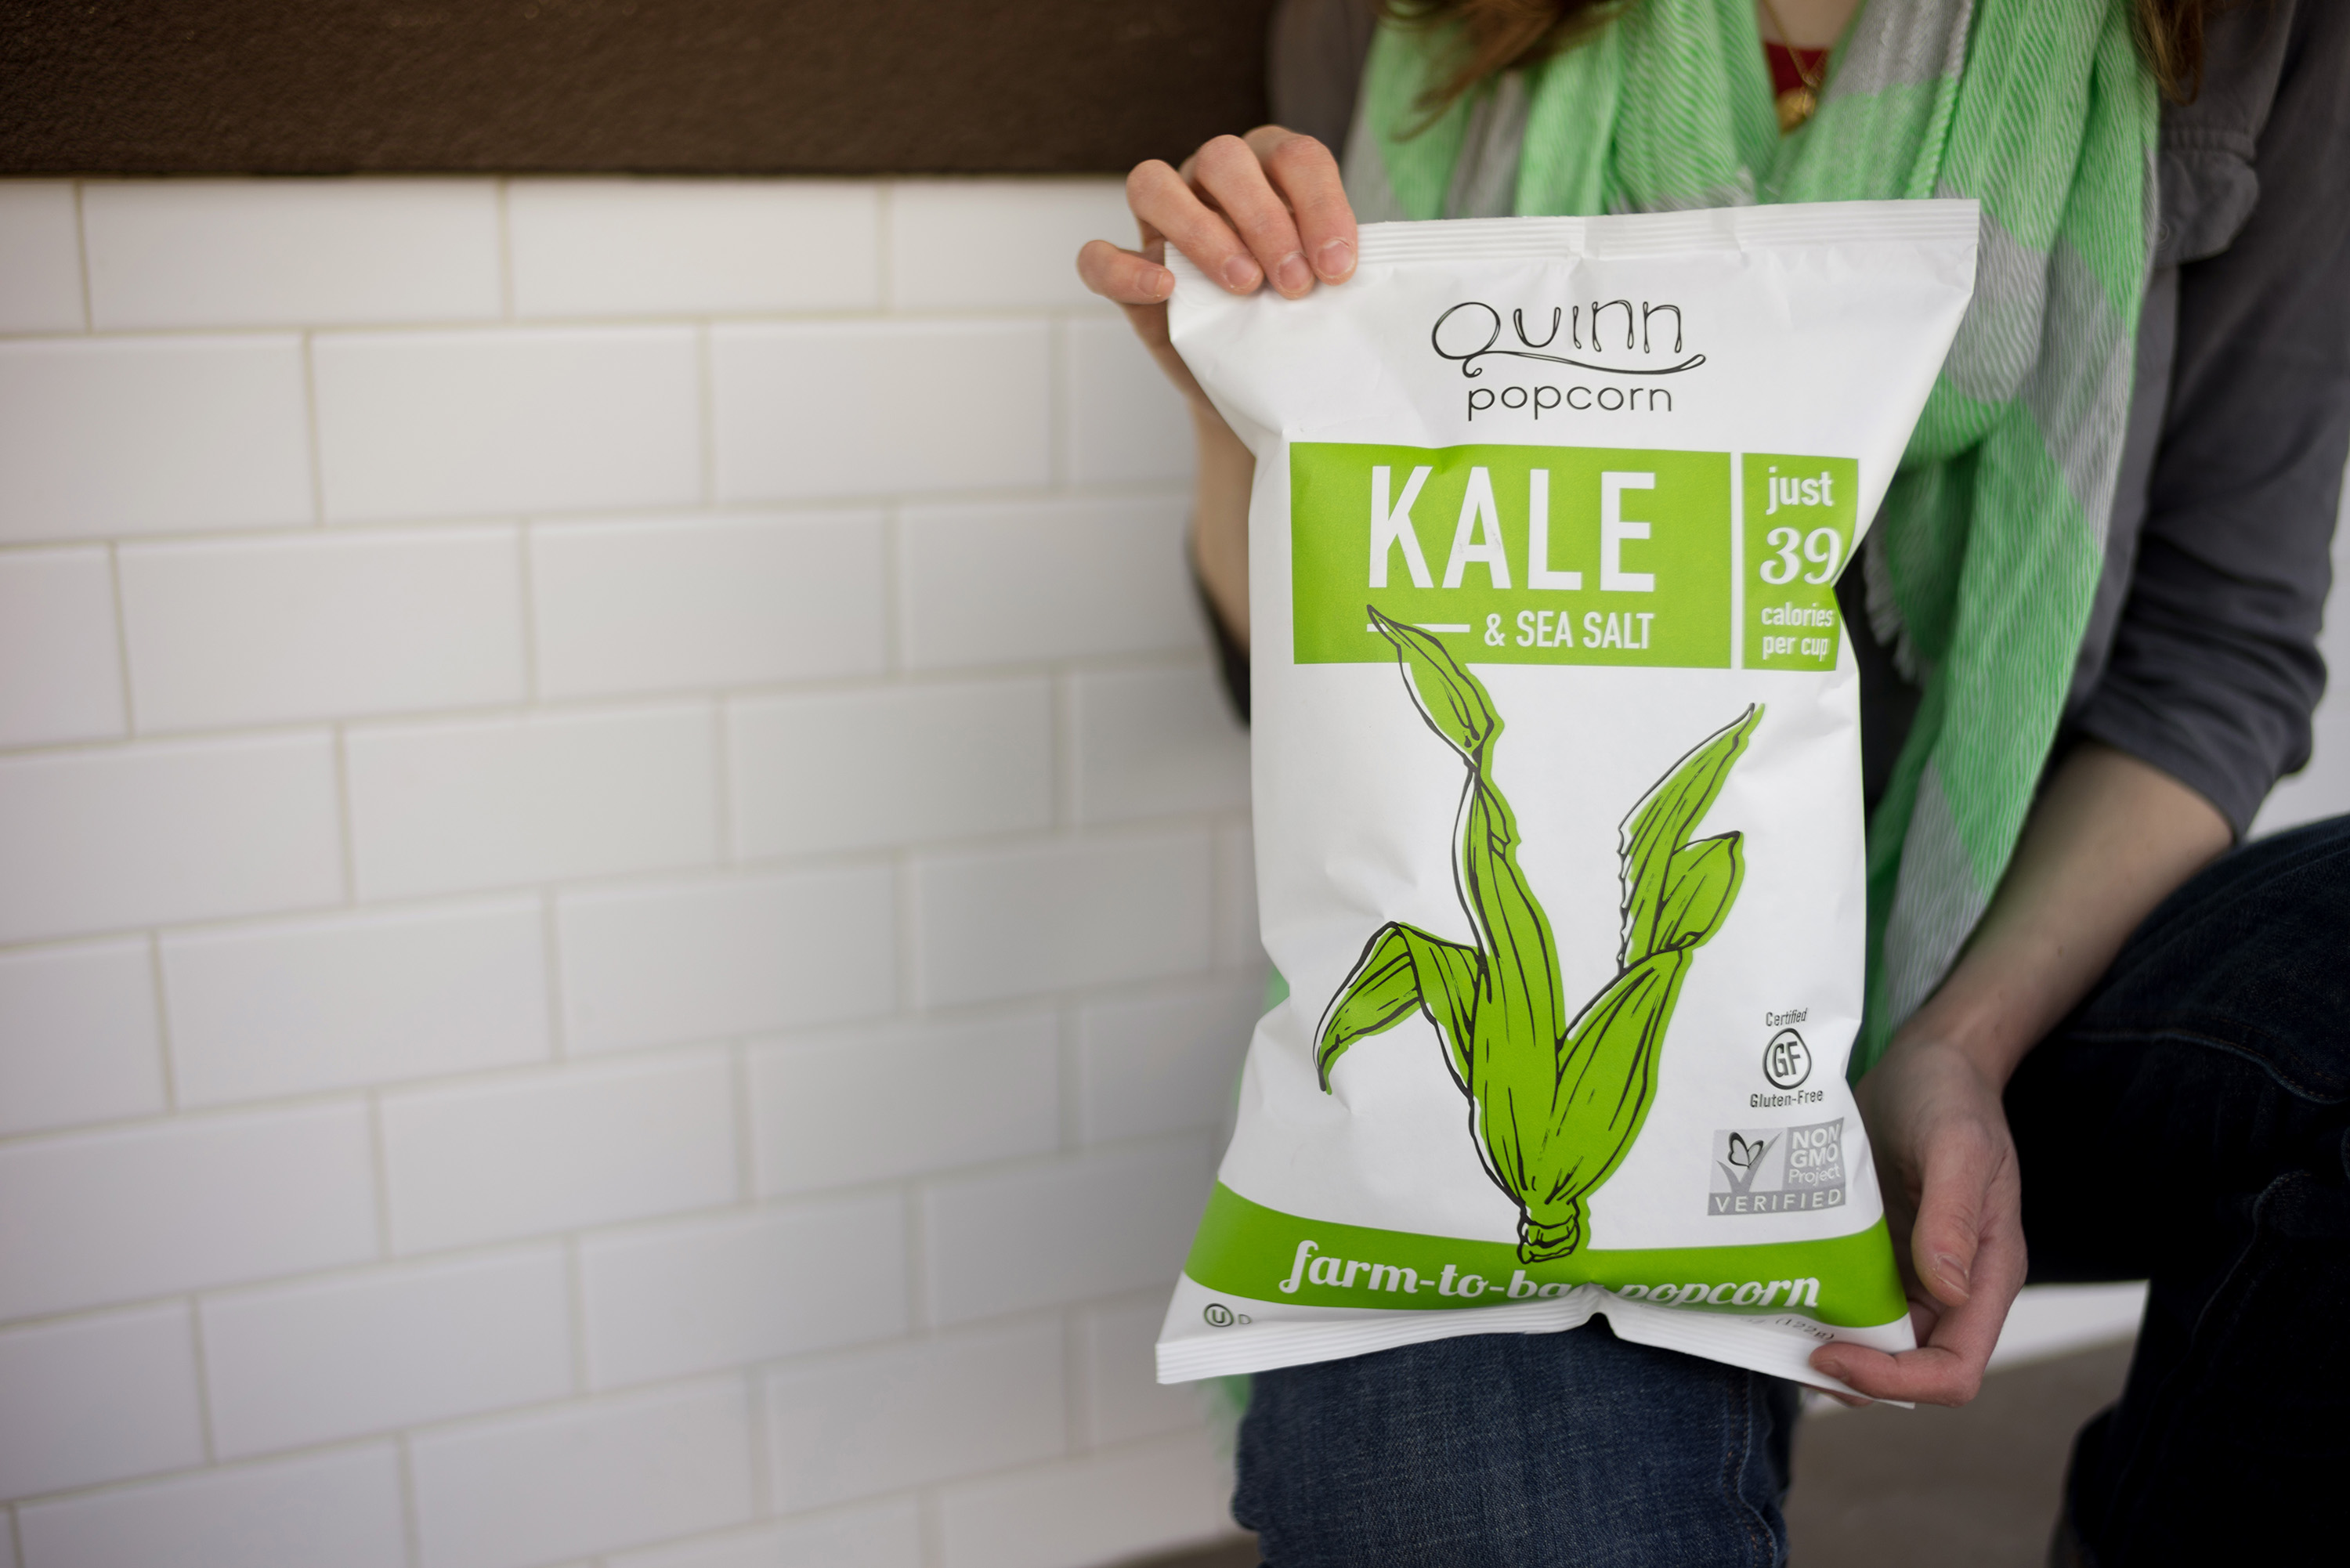 Quinn
popcorn
KALE
& SEA SALT
just
39
calories
per cup
Certified
GF
Gluten-Free
NON
GMO
Project
VERIFIED
farm-to-bag popcorn
U D
(122g)